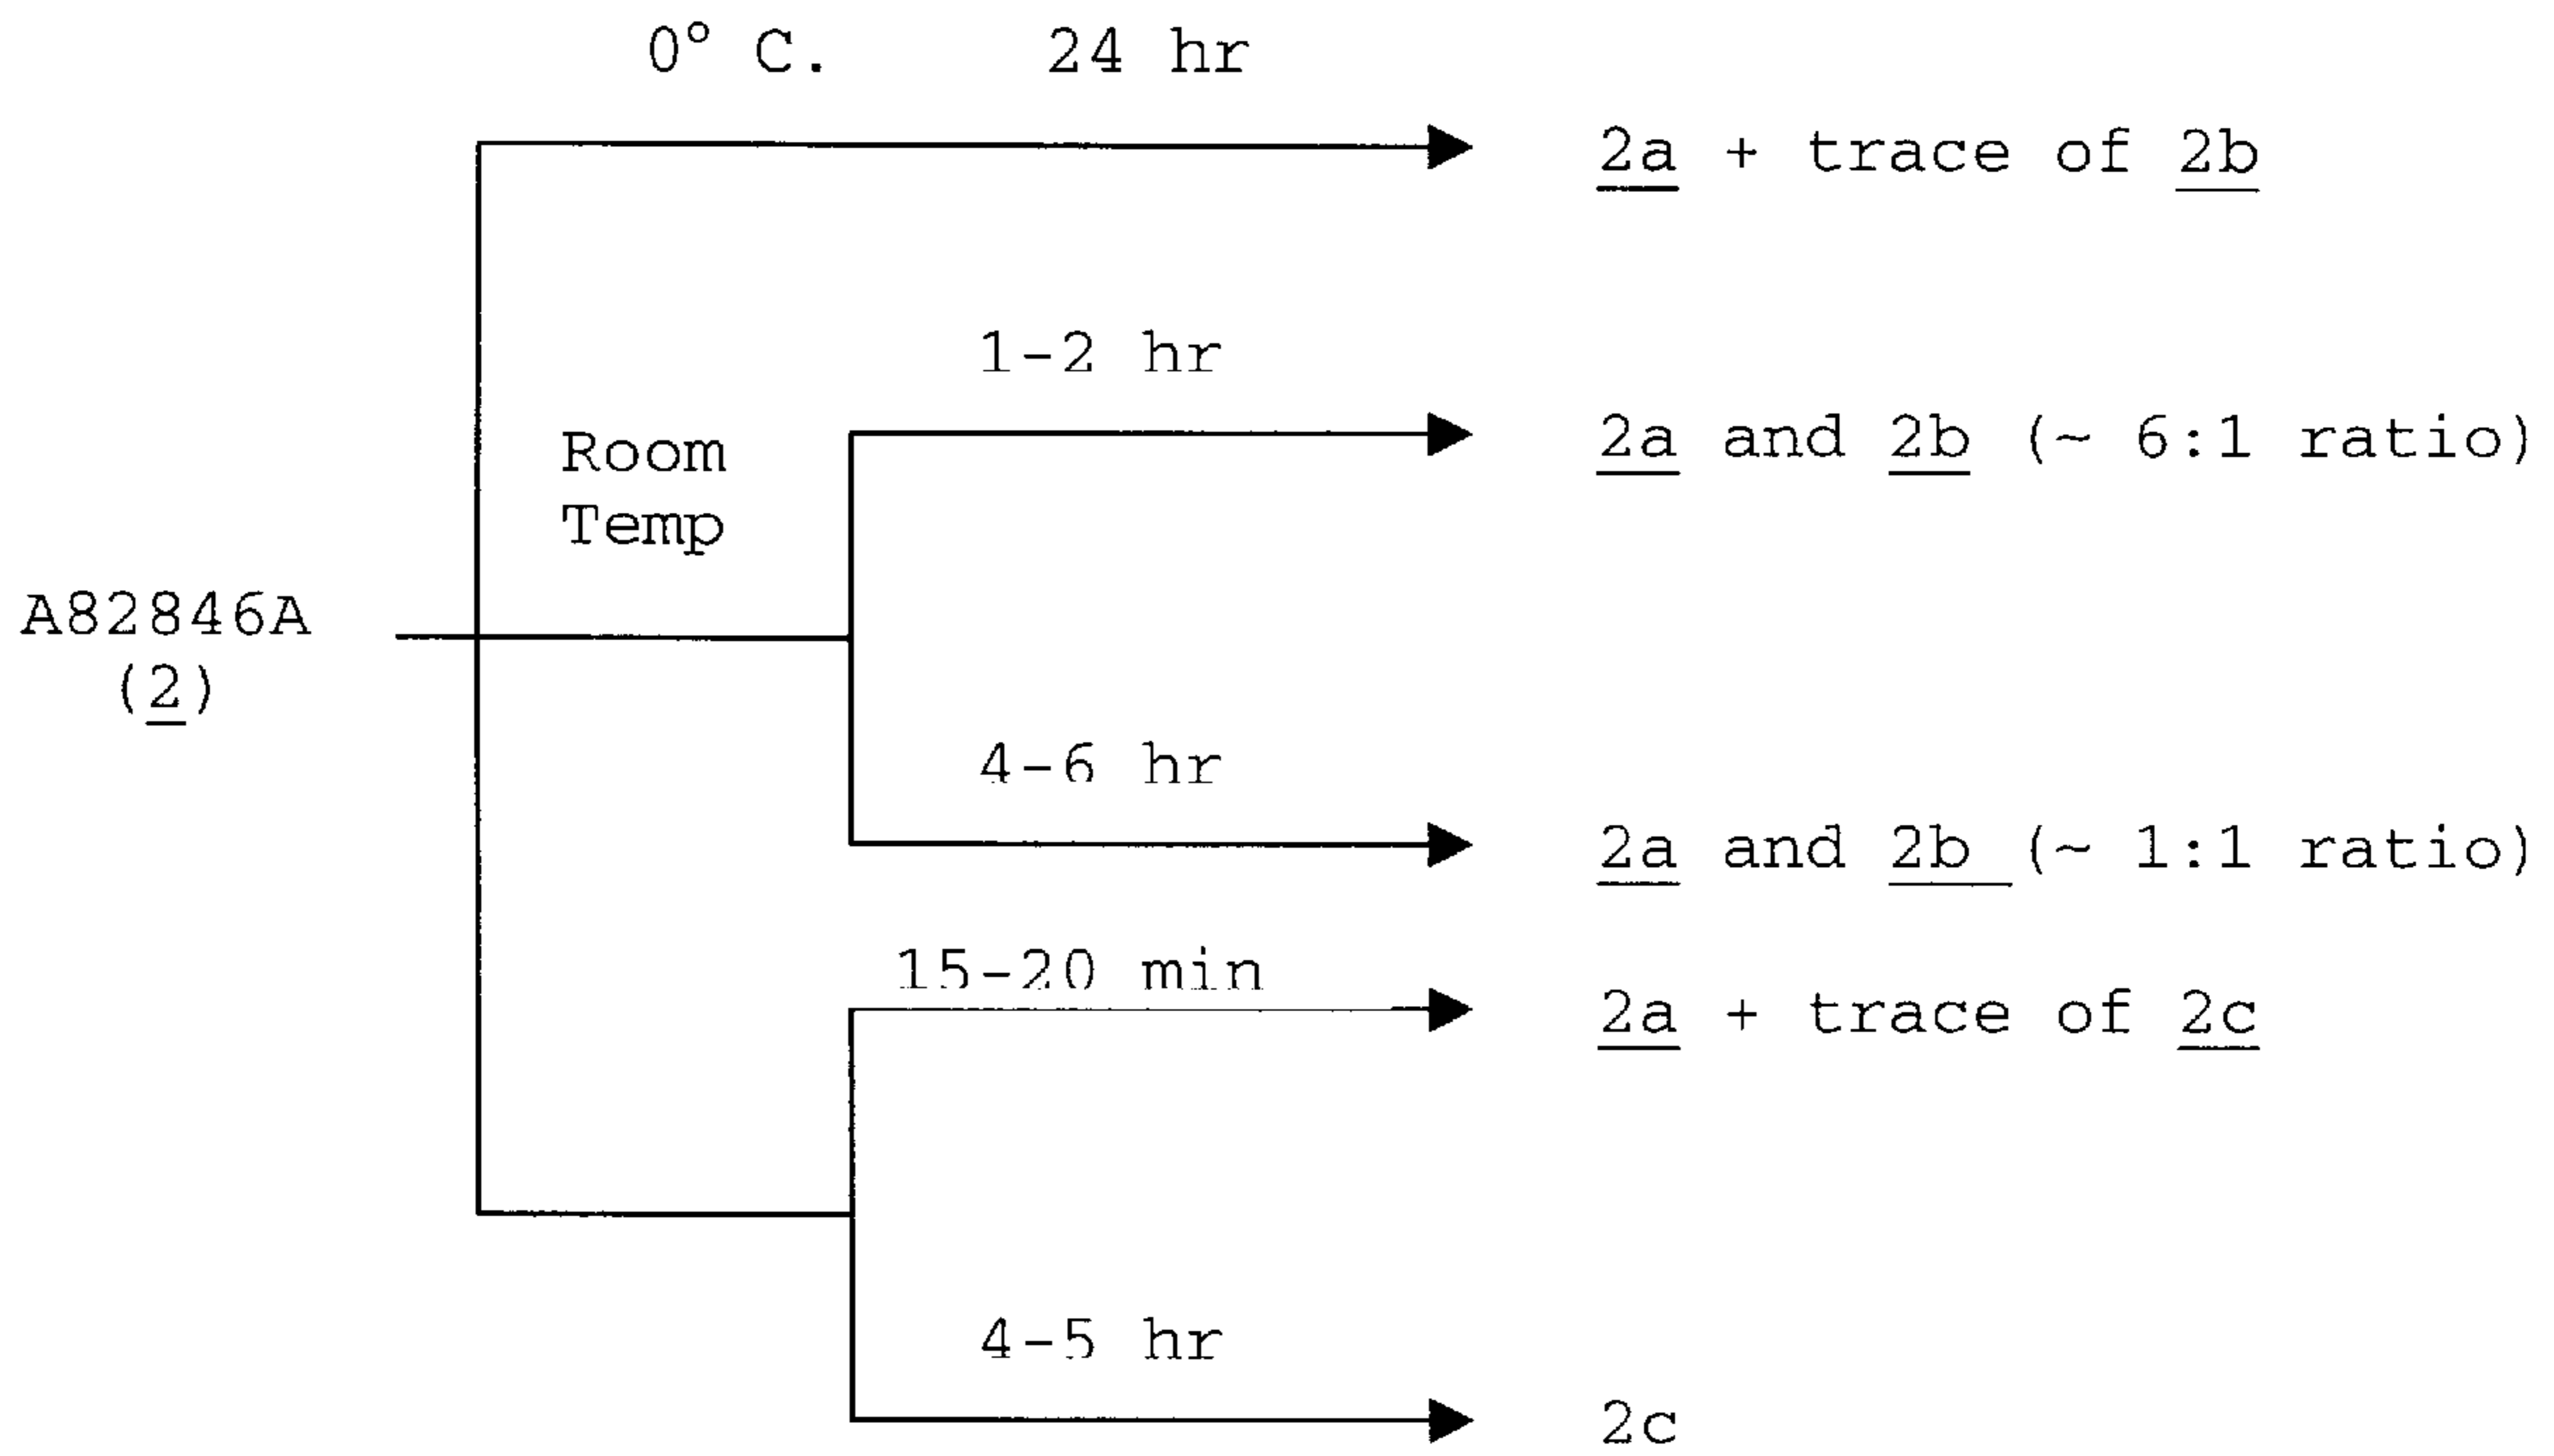 0° C. 24 hr
2a + trace of 2b
1-2 hr
2a and 2b (~ 6:1 ratio)
Room
Temp
A82846A
(2)
4-6 hr
2a and 2b (~ 1:1 ratio)
15-20 min
2a + trace of 2c
4-5 hr
2c